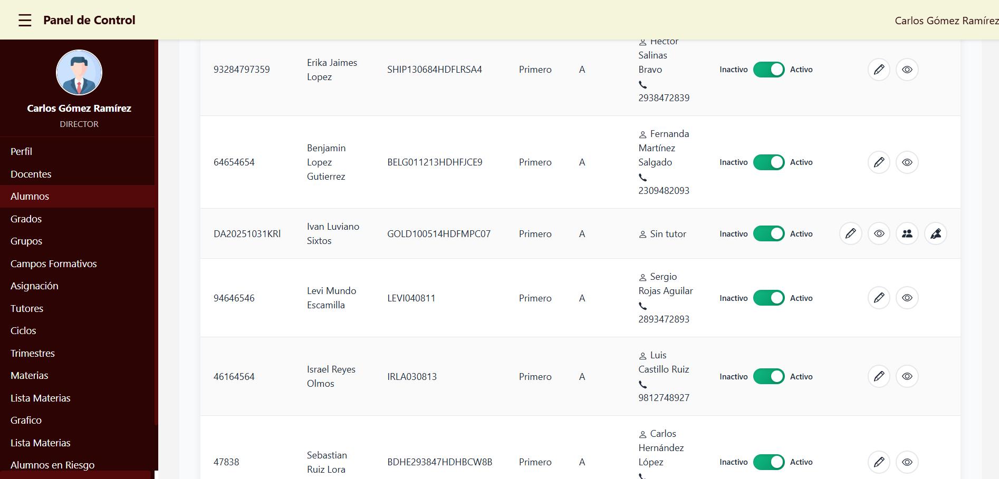 Panel de Control
Carlos Gómez Ramírez
Carlos Gómez Ramírez
DIRECTOR
Perfil
Docentes
Alumnos
Grados
Grupos
Campos Formativos
Asignación
Tutores
Ciclos
Trimestres
Materias
Lista Materias
Grafico
Lista Materias
Alumnos en Riesgo
93284797359
Erika Jaimes
Lopez
SHIP130684HDFLRSA4
Primero
A
Hector
Salinas
Bravo
2938472839
Inactivo
Activo
64654654
Benjamin
Lopez
Gutierrez
BELG011213HDHFJCE9
Primero
A
Fernanda
Martínez
Salgado
2309482093
Inactivo
Activo
DA20251031KRl
Ivan Luviano
Sixtos
GOLD100514HDFMPC07
Primero
A
Sin tutor
Inactivo
Activo
94646546
Levi Mundo
Escamilla
LEVI040811
Primero
A
Sergio
Rojas Aguilar
2893472893
Inactivo
Activo
46164564
Israel Reyes
Olmos
IRLA030813
Primero
A
Luis
Castillo Ruiz
9812748927
Inactivo
Activo
47838
Sebastian
Ruiz Lora
BDHE293847HDHBCW8B
Primero
A
Carlos
Hernández
López
Inactivo
Activo